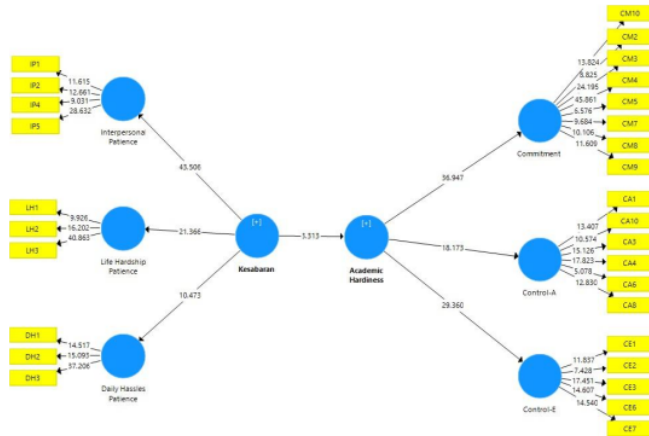 IP1
IP2
IP4
IP5
11.615
12.661
9.031
28.632
Interpersonal
Patience
LH1
LH2
LH3
9.926
16.202
40.863
Life Hardship
Patience
DH1
DH2
DH3
14.517
15.093
37.206
Daily Hassles
Patience
43.506
21.366
10.473
[+]
Kesabaran
5.313
[+]
Academic
Hardiness
36.947
18.173
29.360
Commitment
13.824
8.825
24.195
45.861
6.576
9.684
10.106
11.609
CM10
CM2
CM3
CM4
CM5
CM7
CM8
CM9
Control-A
13.407
10.574
15.126
17.823
5.078
12.830
CA1
CA10
CA3
CA4
CA6
CA8
Control-E
11.837
7.428
17.451
14.607
14.540
CE1
CE2
CE3
CE6
CE7